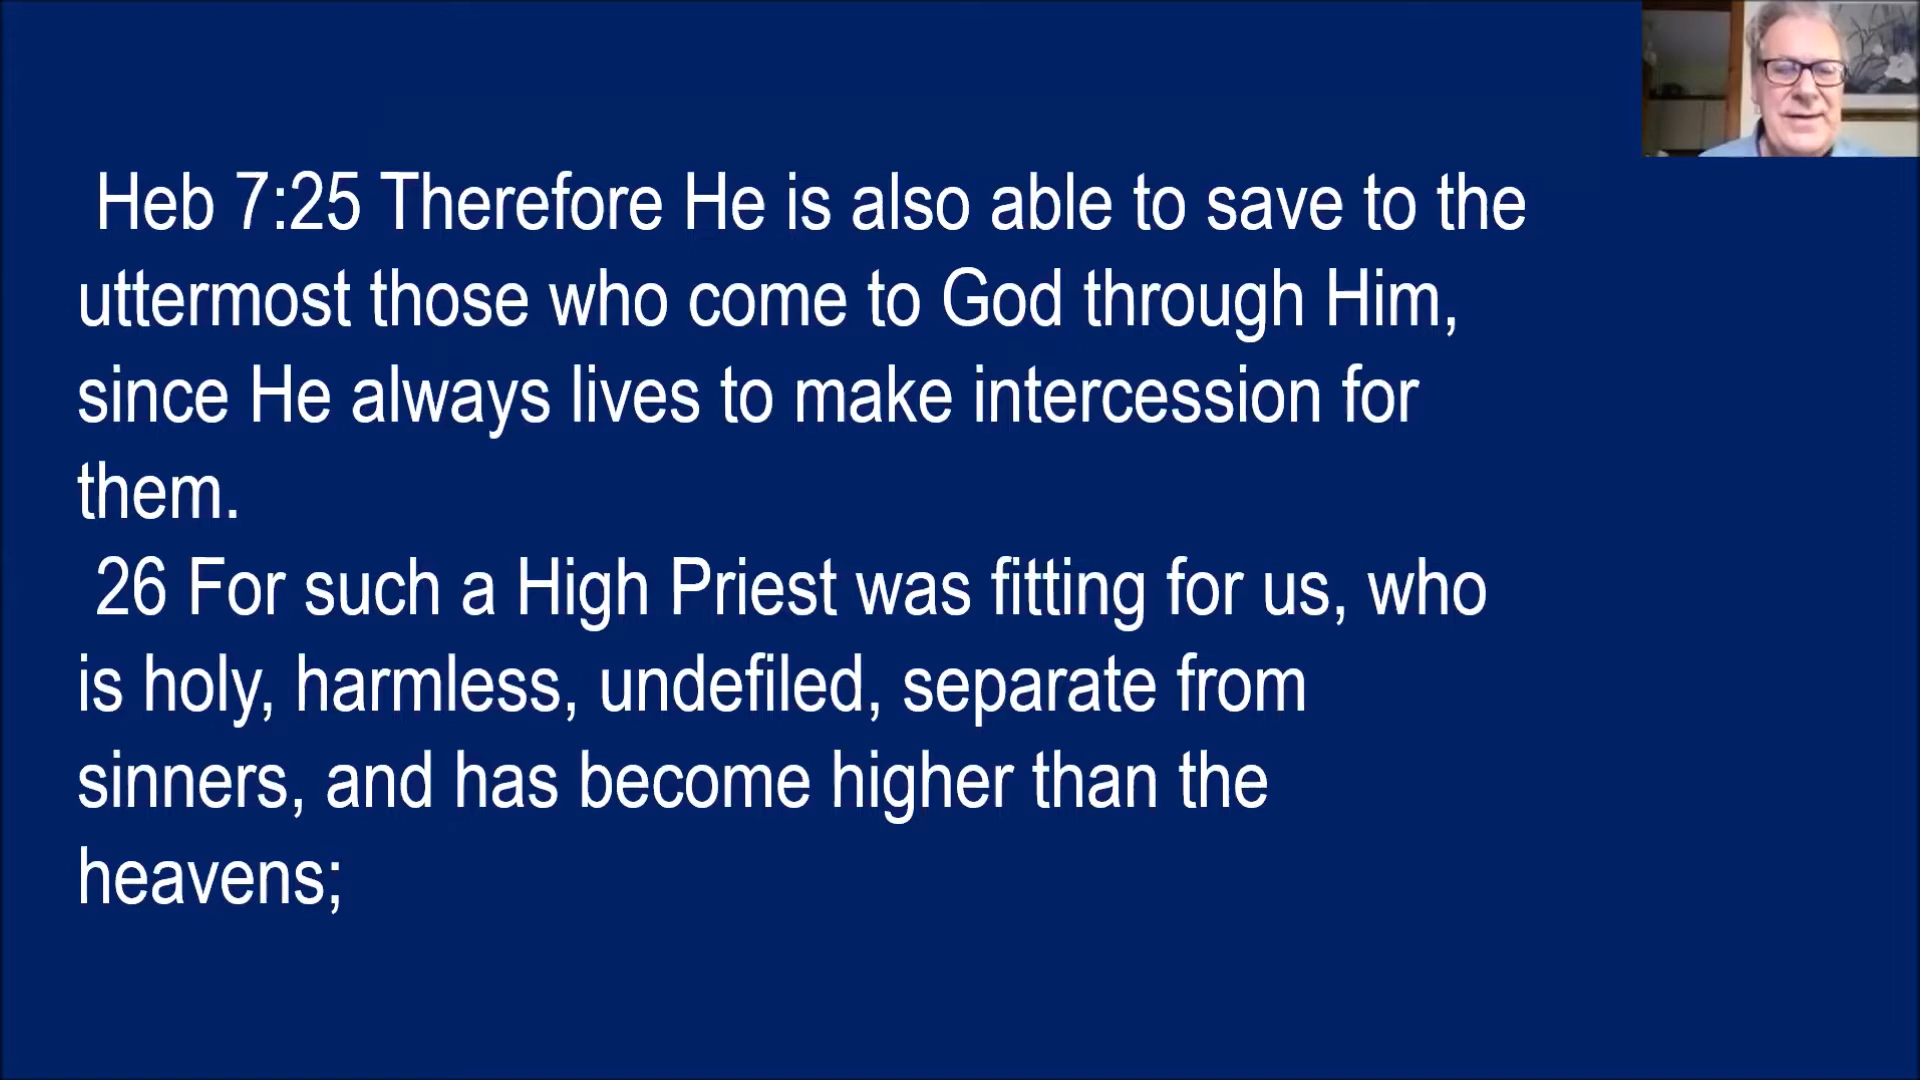 Heb 7:25 Therefore He is also able to save to the
uttermost those who come to God through Him,
since He always lives to make intercession for
them.
26 For such a High Priest was fitting for us, who
is holy, harmless, undefiled, separate from
sinners, and has become higher than the
heavens;